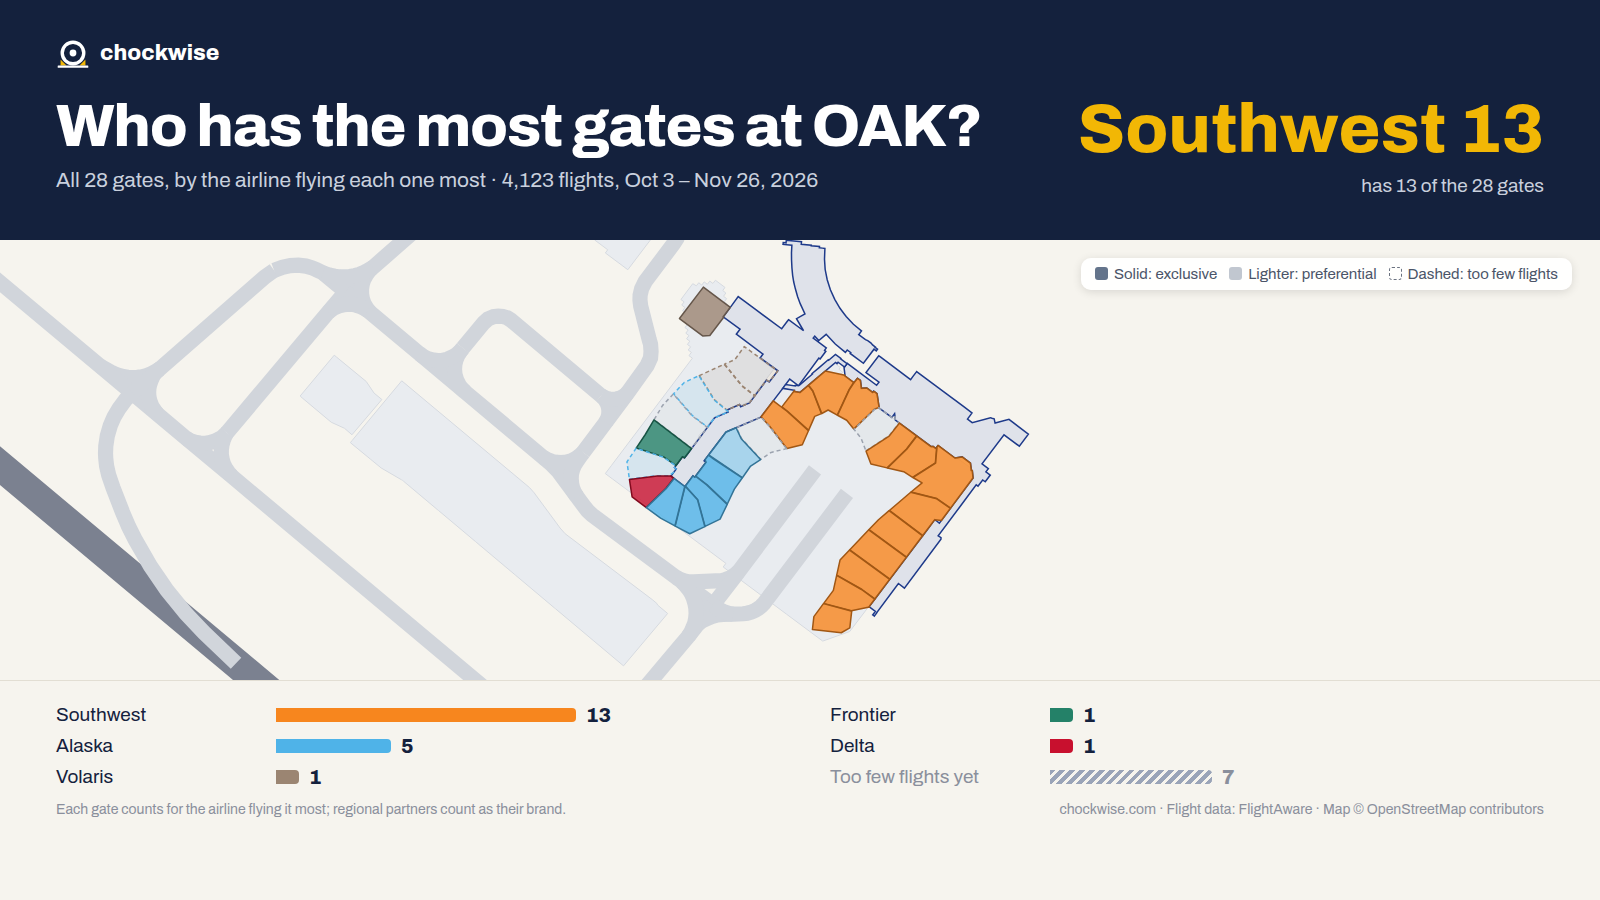 chockwise
Who has the most gates at OAK?
All 28 gates, by the airline flying each one most · 4,123 flights, Oct 3 – Nov 26, 2026
Southwest 13
has 13 of the 28 gates
Solid: exclusive Lighter: preferential Dashed: too few flights
Southwest 13
Alaska 5
Volaris 1
Frontier 1
Delta 1
Too few flights yet 7
Each gate counts for the airline flying it most; regional partners count as their brand.
chockwise.com · Flight data: FlightAware · Map © OpenStreetMap contributors